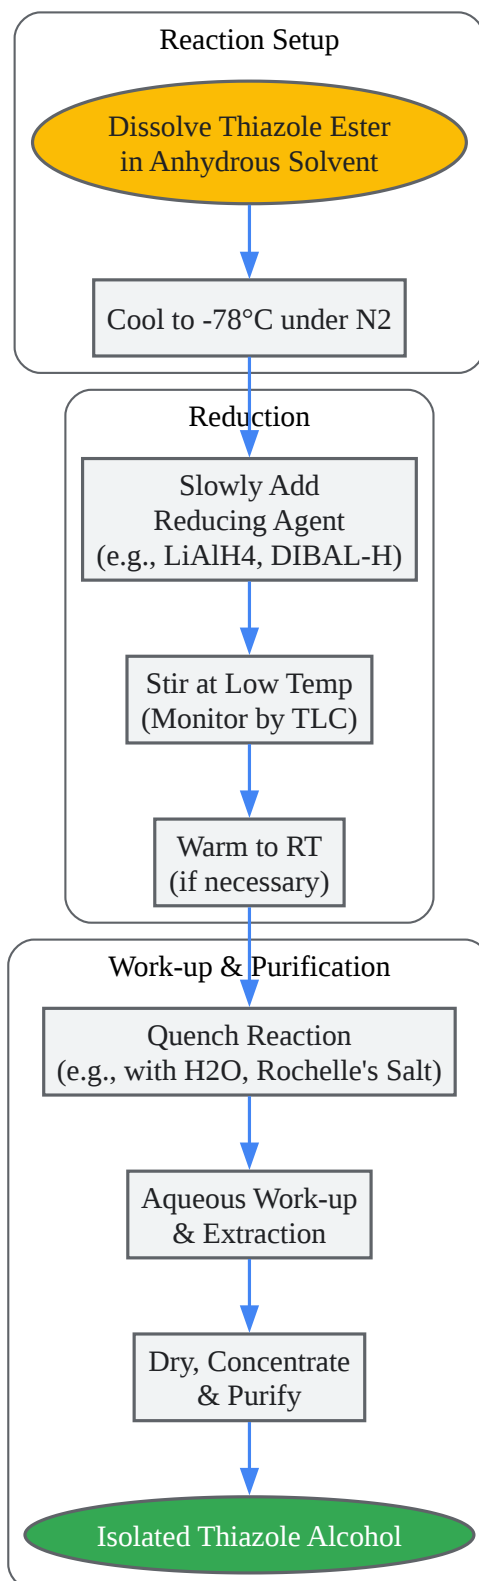 Reaction Setup
Dissolve Thiazole Ester
in Anhydrous Solvent
Cool to -78°C under N2
Reduction
Slowly Add
Reducing Agent
(e.g., LiAlH4, DIBAL-H)
Stir at Low Temp
(Monitor by TLC)
Warm to RT
(if necessary)
Work-up & Purification
Quench Reaction
(e.g., with H2O, Rochelle's Salt)
Aqueous Work-up
& Extraction
Dry, Concentrate
& Purify
Isolated Thiazole Alcohol